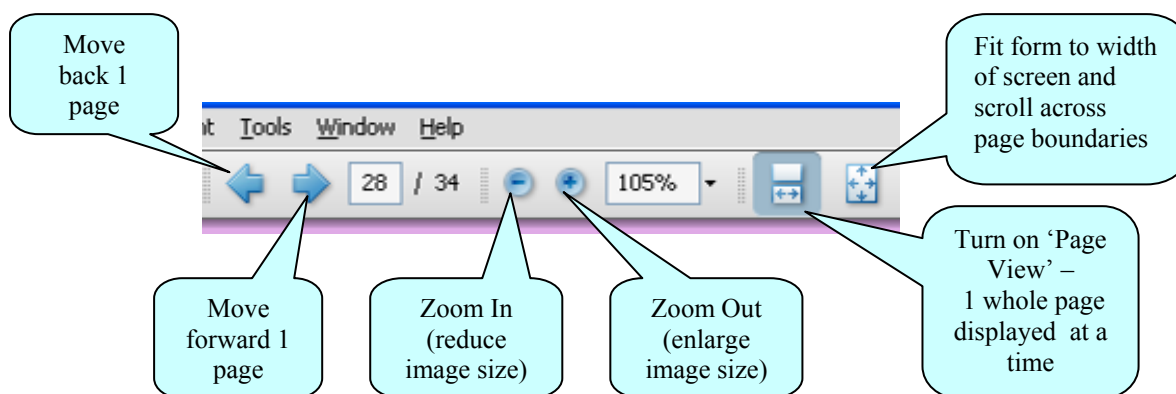 Move
back 1
page
Fit form to width
of screen and
scroll across
page boundaries
nt Tools Window Help
28 / 34 105%
Move
forward 1
page
Zoom In
(reduce
image size)
Zoom Out
(enlarge
image size)
Turn on ‘Page
View’ –
1 whole page
displayed at a
time